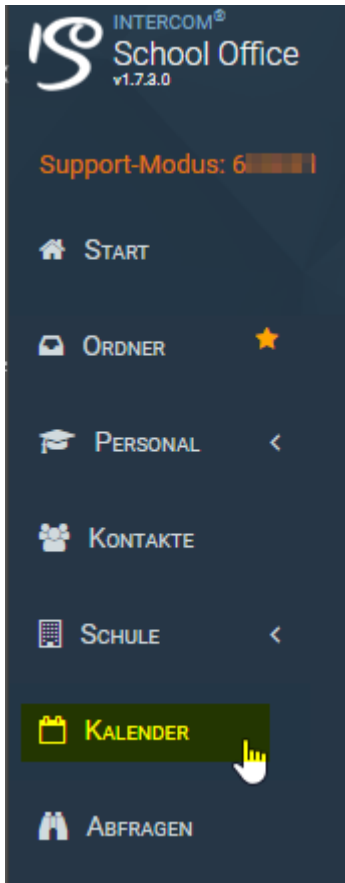 INTERCOM®
School Office
v1.7.3.0
Support-Modus: 6
START
ORDNER
PERSONAL
KONTAKTE
SCHULE
KALENDER
ABFRAGEN